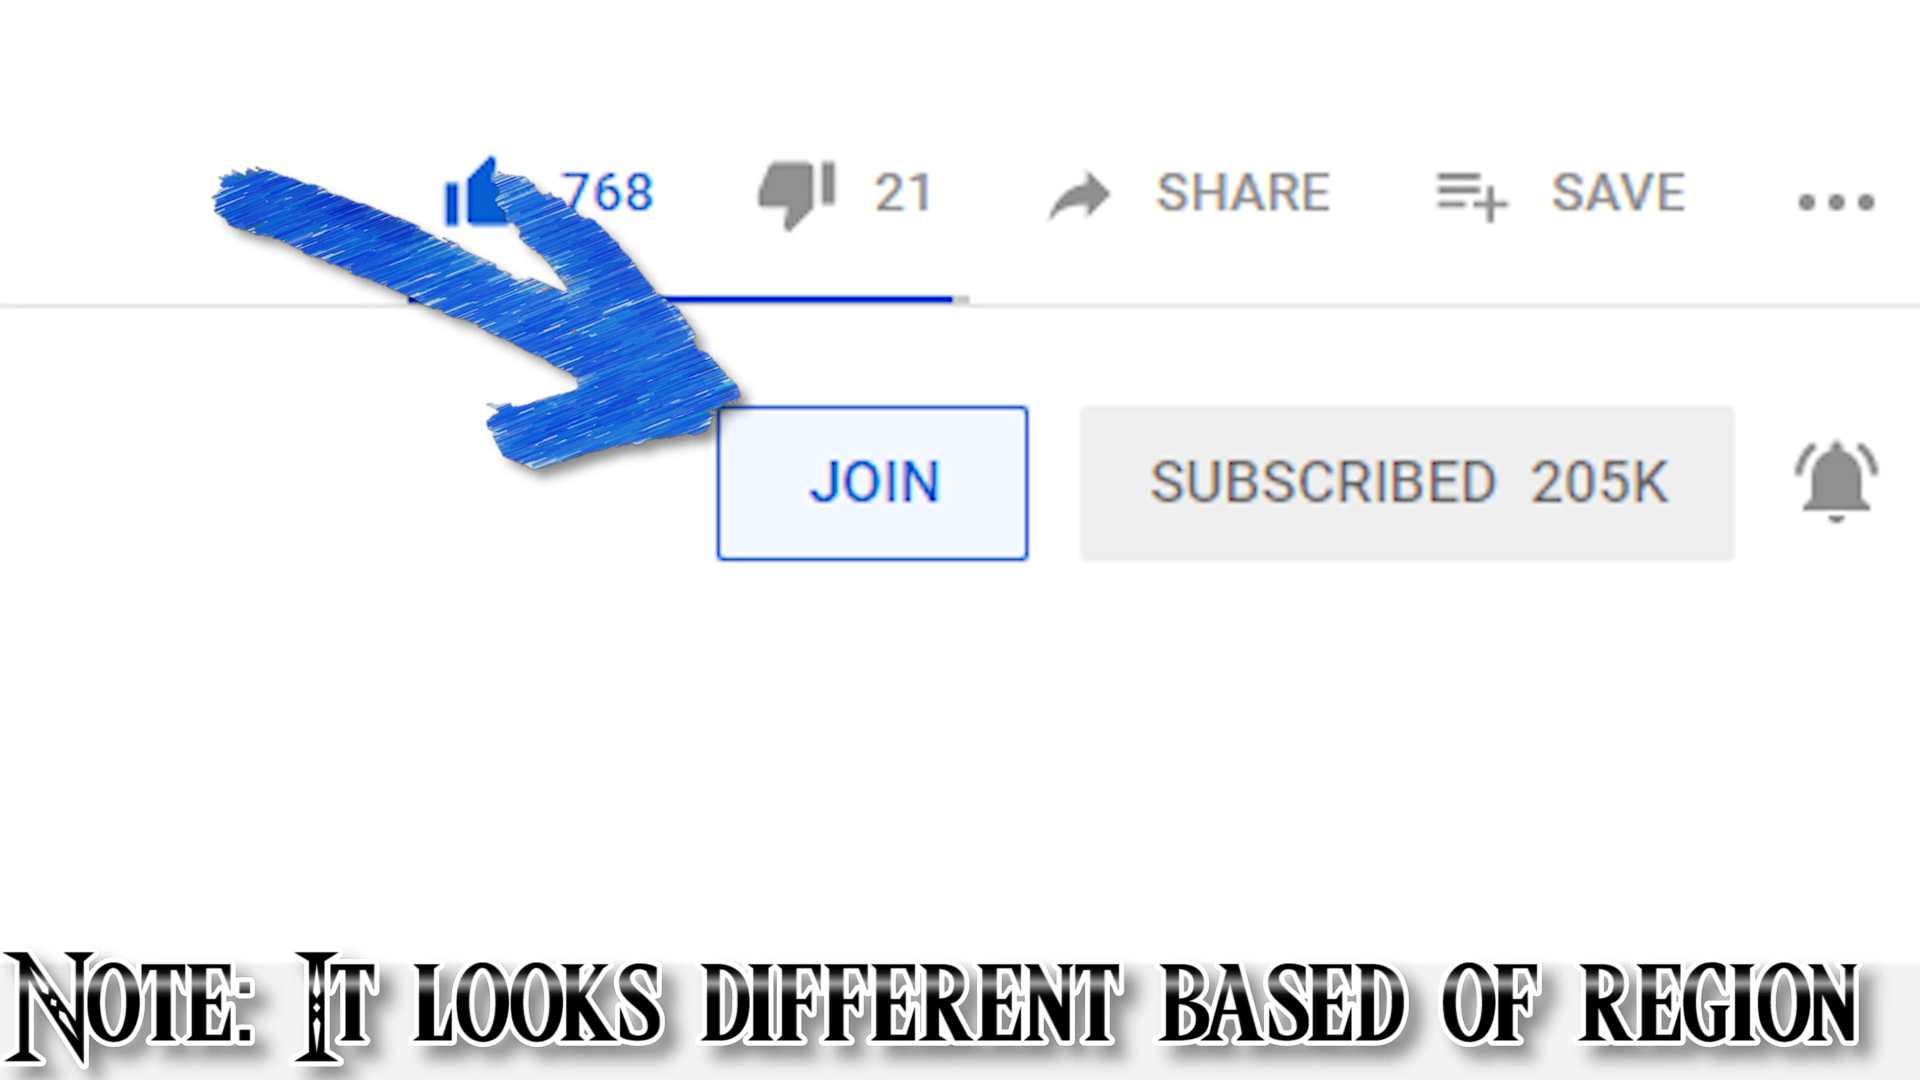 768 21 SHARE SAVE
JOIN SUBSCRIBED 205K
NOTE: IT LOOKS DIFFERENT BASED OF REGION